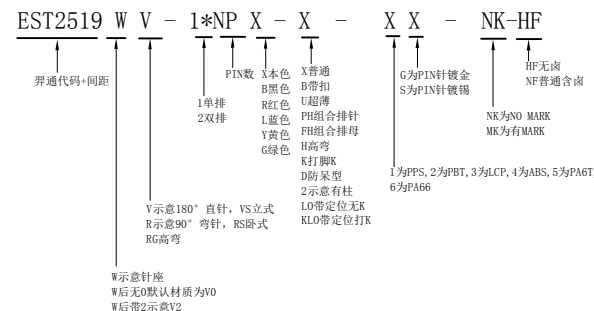 EST2519 W V - 1*NP X - X - X X - NK-HF
羿通代码+间距
1单排
2双排
PIN数
X本色
B黑色
R红色
L蓝色
Y黄色
G绿色
X普通
B带扣
U超薄
PH组合排针
FH组合排母
H高弯
K打脚K
D防呆型
2示意有柱
LO带定位无K
KLO带定位打K
G为PIN针镀金
S为PIN针镀锡
HF无卤
NF普通含卤
NK为NO MARK
MK为有MARK
1为PPS, 2为PBT, 3为LCP, 4为ABS, 5为PA6T,
6为PA66
V示意180° 直针, VS立式
R示意90° 弯针, RS卧式
RG高弯
W示意针座
W后无0默认材质为V0
W后带2示意V2